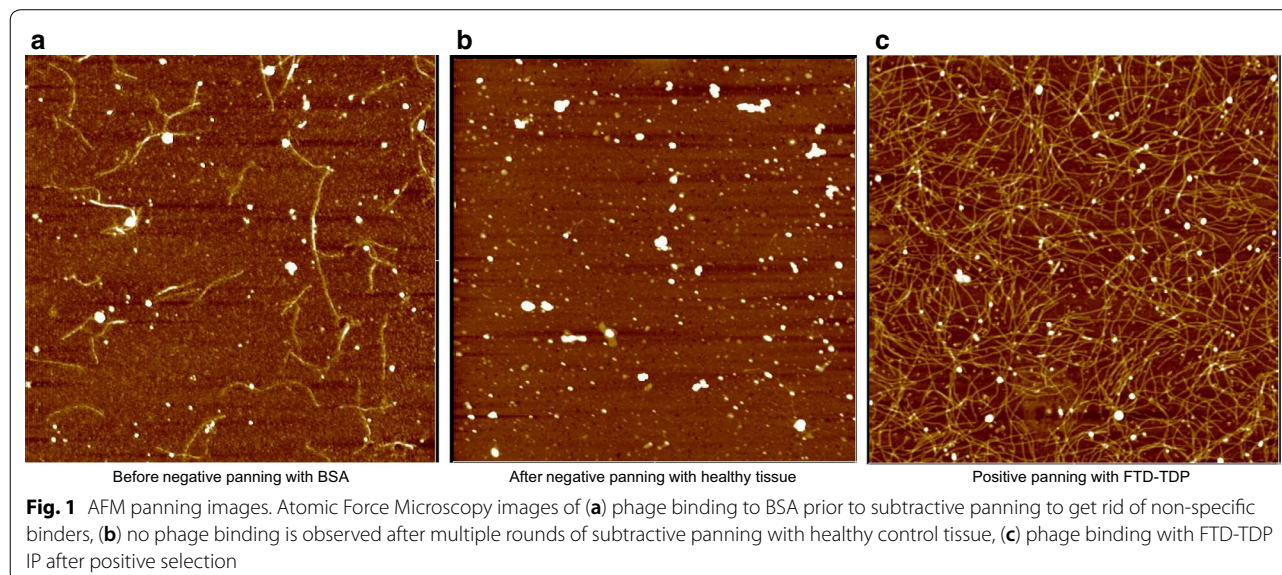 a
b
c
Before negative panning with BSA
After negative panning with healthy tissue
Positive panning with FTD-TDP
Fig. 1 AFM panning images. Atomic Force Microscopy images of (a) phage binding to BSA prior to subtractive panning to get rid of non-specific
binders, (b) no phage binding is observed after multiple rounds of subtractive panning with healthy control tissue, (c) phage binding with FTD-TDP
IP after positive selection